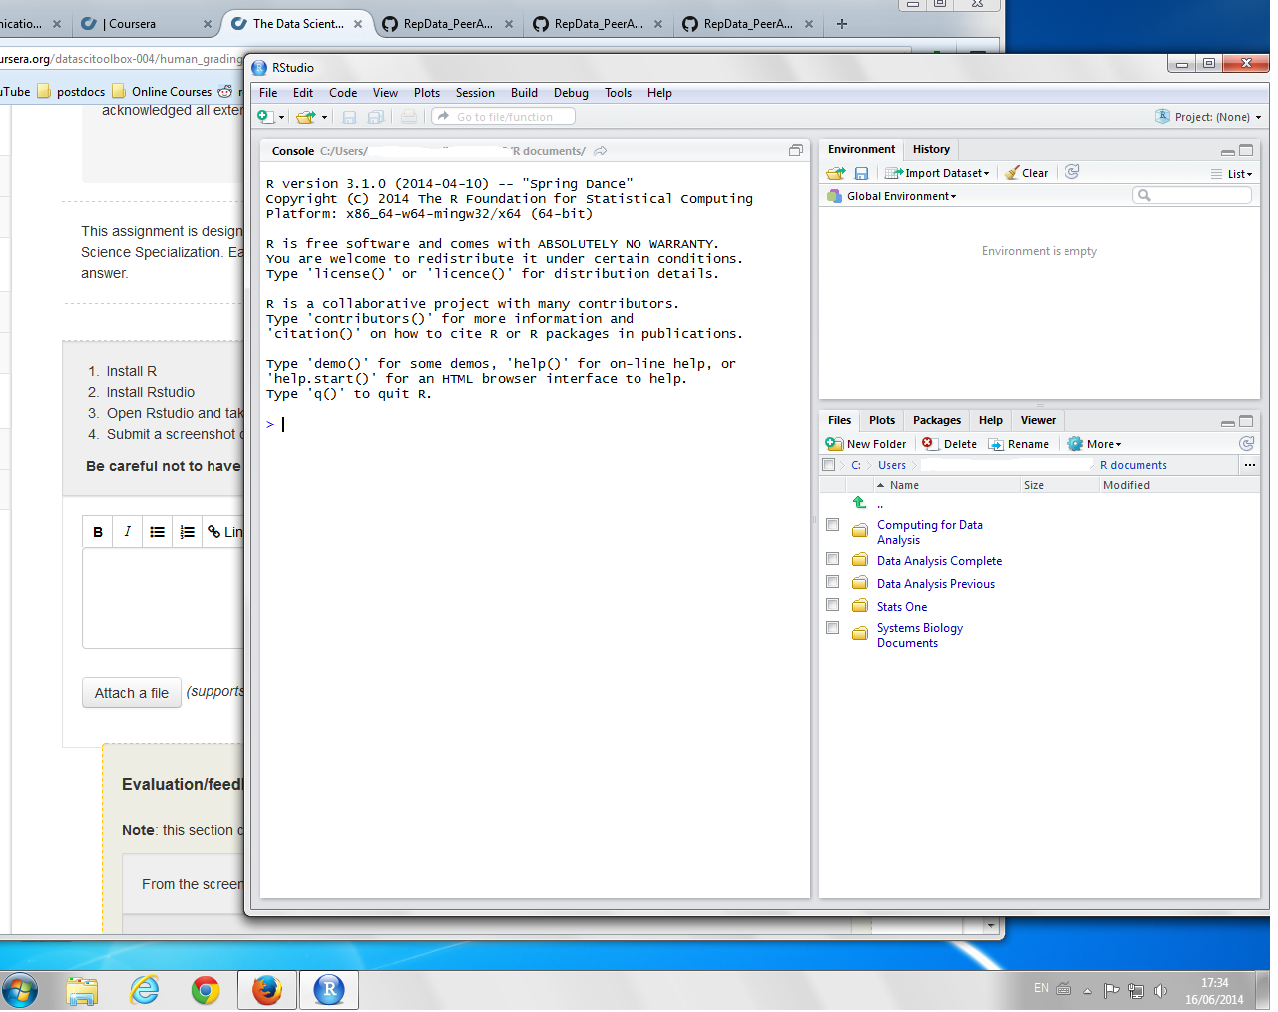 nicatio...
| Coursera
The Data Scient...
RepData_PeerA...
RepData_PeerA...
RepData_PeerA...
ursera.org/datascitoolbox-004/human_grading
uTube
postdocs
Online Courses
acknowledged all exter
This assignment is design
Science Specialization. Ea
answer.
1. Install R
2. Install Rstudio
3. Open Rstudio and tak
4. Submit a screenshot o
Be careful not to have
B I Lin
Attach a file (supports
Evaluation/feedl
Note: this section c
From the screen
RStudio
File Edit Code View Plots Session Build Debug Tools Help
Go to file/function
Project: (None)
Console C:/Users/ R documents/
R version 3.1.0 (2014-04-10) -- "Spring Dance"
Copyright (C) 2014 The R Foundation for Statistical Computing
Platform: x86_64-w64-mingw32/x64 (64-bit)
R is free software and comes with ABSOLUTELY NO WARRANTY.
You are welcome to redistribute it under certain conditions.
Type 'license()' or 'licence()' for distribution details.
R is a collaborative project with many contributors.
Type 'contributors()' for more information and
'citation()' on how to cite R or R packages in publications.
Type 'demo()' for some demos, 'help()' for on-line help, or
'help.start()' for an HTML browser interface to help.
Type 'q()' to quit R.
>
Environment History
Import Dataset Clear List
Global Environment
Environment is empty
Files Plots Packages Help Viewer
New Folder Delete Rename More
C: Users R documents ...
Name Size Modified
..
Computing for Data
Analysis
Data Analysis Complete
Data Analysis Previous
Stats One
Systems Biology
Documents
EN
17:34
16/06/2014